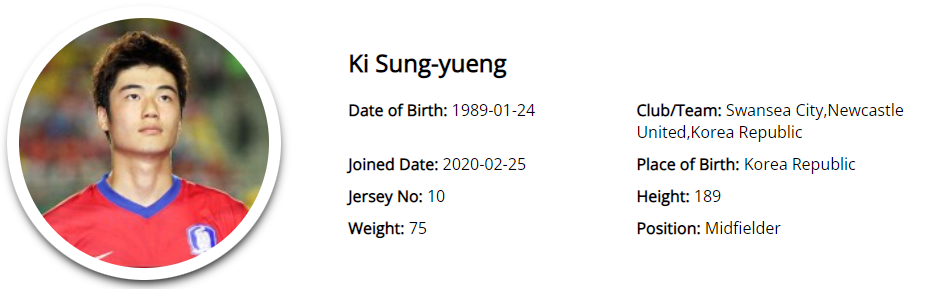 Ki Sung-yueng
Date of Birth: 1989-01-24
Club/Team: Swansea City,Newcastle
United,Korea Republic
Joined Date: 2020-02-25
Place of Birth: Korea Republic
Jersey No: 10
Height: 189
Weight: 75
Position: Midfielder